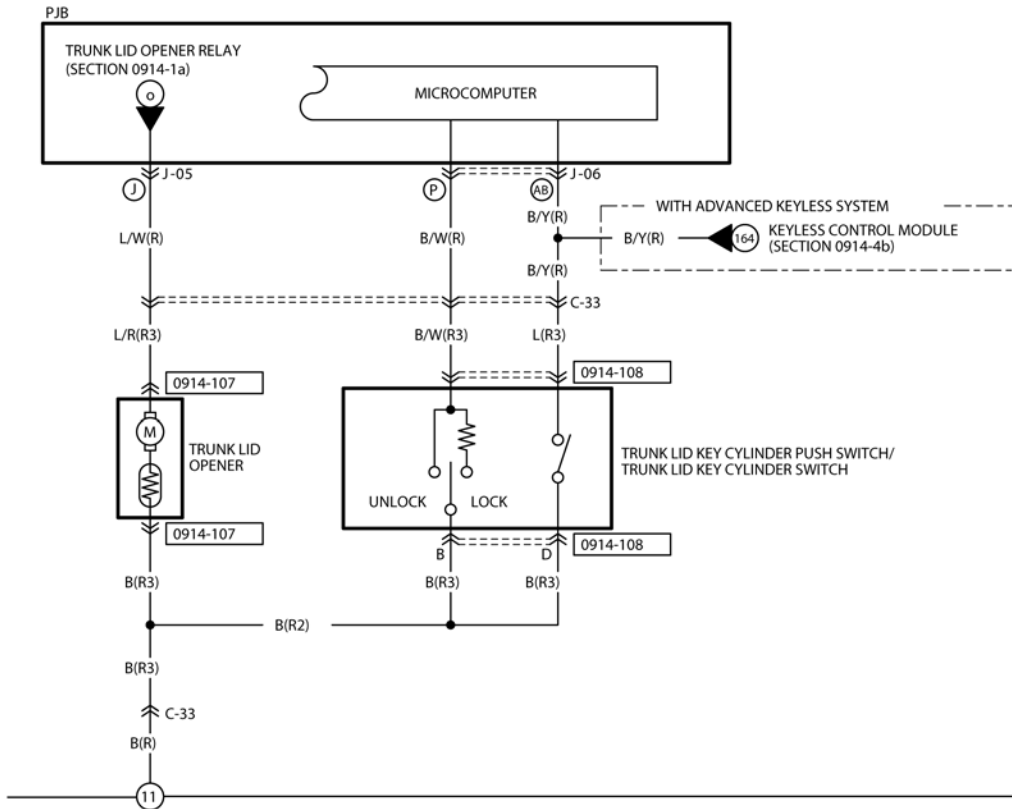 PJB
TRUNK LID OPENER RELAY
(SECTION 0914-1a)
o
MICROCOMPUTER
J
J-05
P
AB
J-06
B/Y(R)
WITH ADVANCED KEYLESS SYSTEM
L/W(R)
B/W(R)
B/Y(R)
164
KEYLESS CONTROL MODULE
(SECTION 0914-4b)
B/Y(R)
C-33
L/R(R3)
B/W(R3)
L(R3)
0914-107
0914-108
M
TRUNK LID
OPENER
UNLOCK
LOCK
TRUNK LID KEY CYLINDER PUSH SWITCH/
TRUNK LID KEY CYLINDER SWITCH
0914-107
B
D
0914-108
B(R3)
B(R3)
B(R3)
B(R2)
B(R3)
C-33
B(R)
11